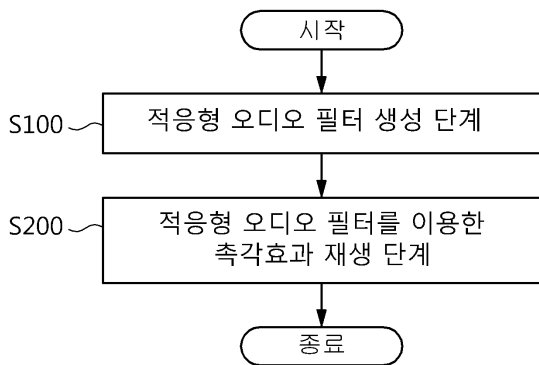 시작
S100
적응형 오디오 필터 생성 단계
S200
적응형 오디오 필터를 이용한
촉각효과 재생 단계
종료